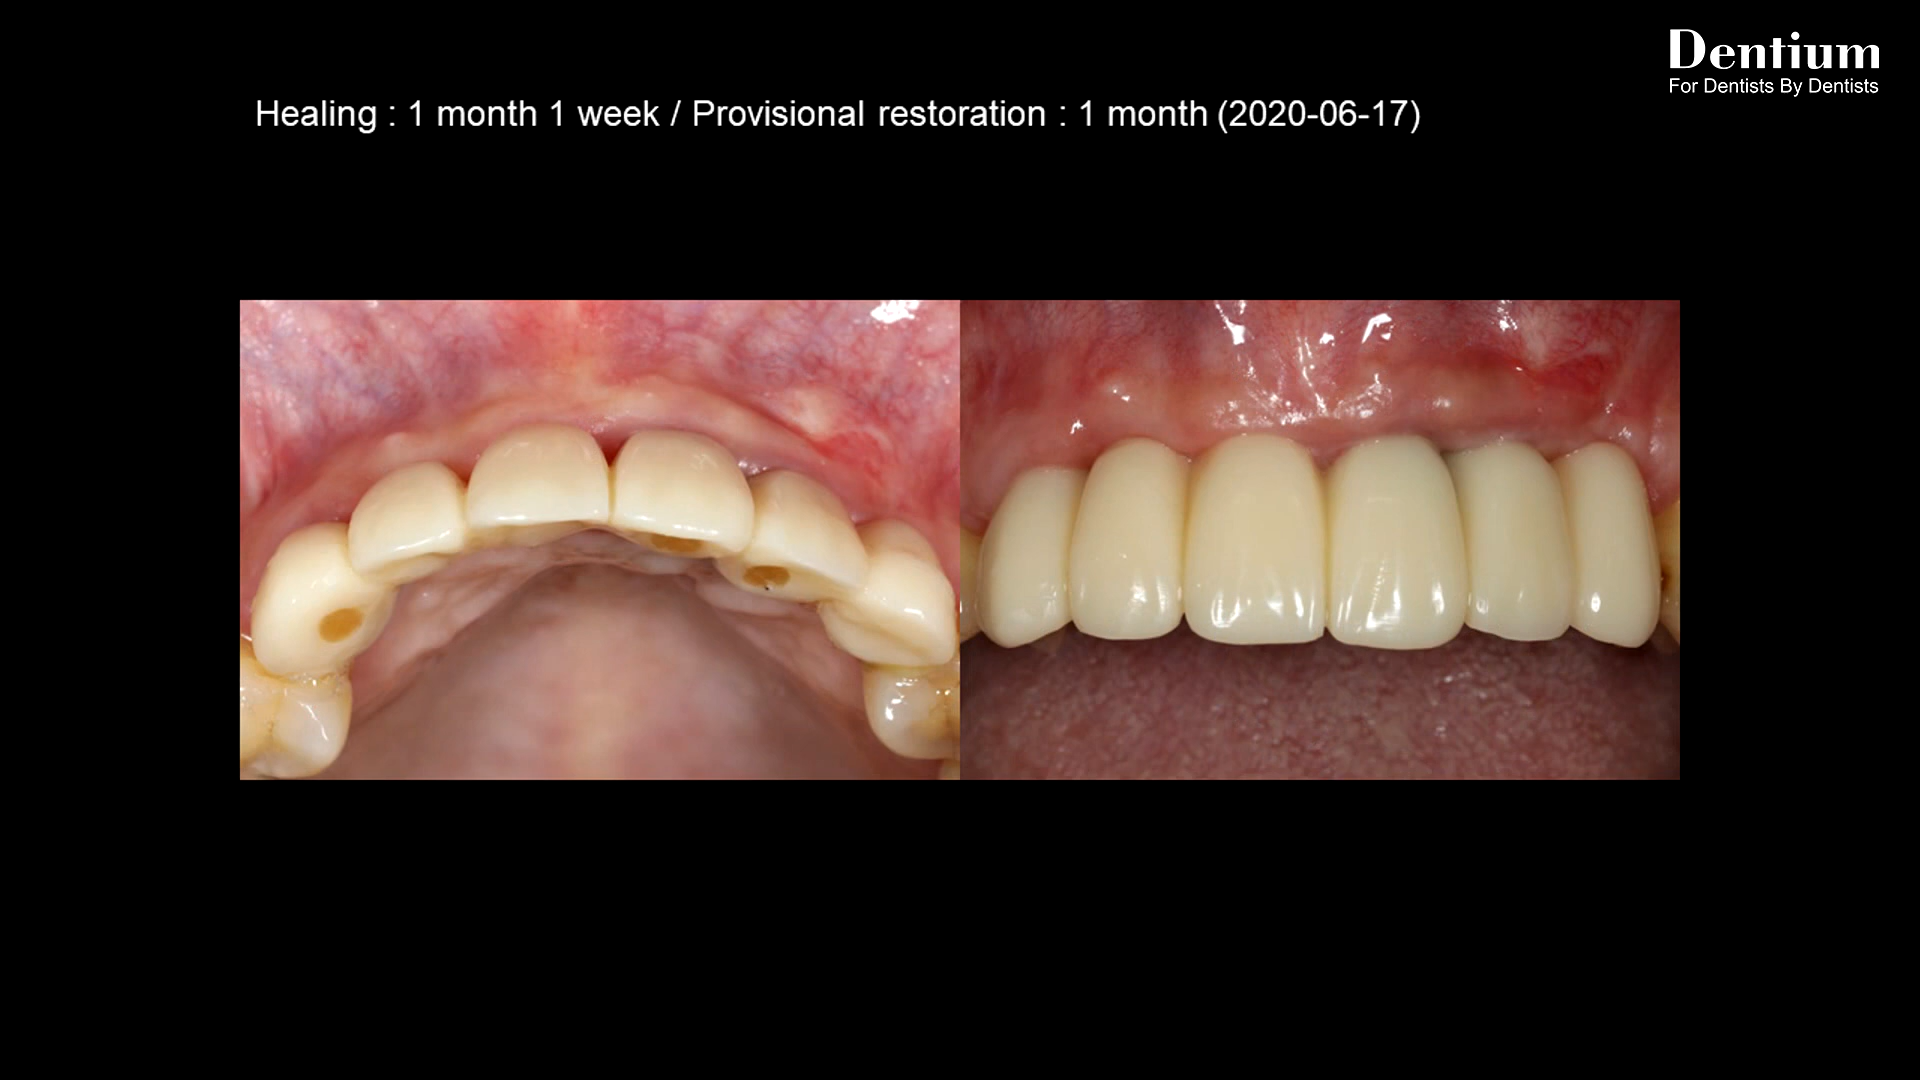 Dentium
For Dentists By Dentists
Healing : 1 month 1 week / Provisional restoration : 1 month (2020-06-17)